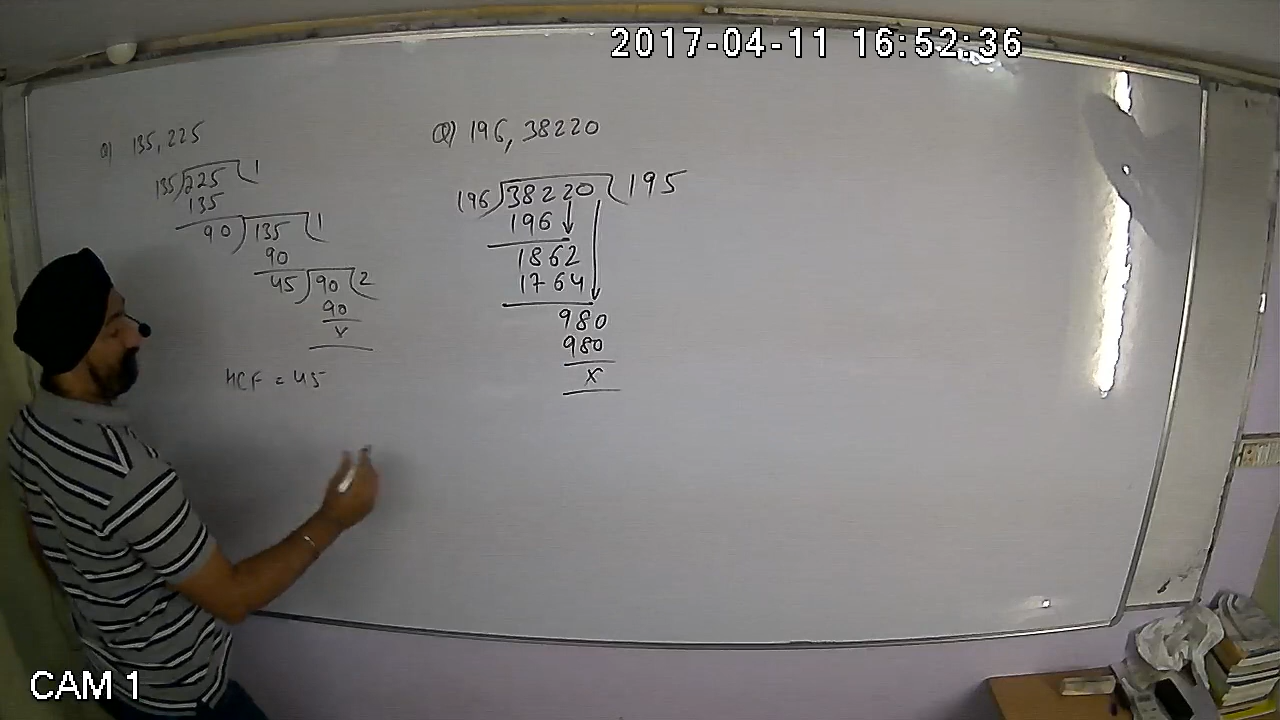 2017-04-11 16:52:36
Q) 135, 225
135)225(1
135
90)135(1
90
45)90(2
90
x
HCF = 45
Q) 196, 38220
196)38220(195
196
1862
1764
980
980
x
CAM 1